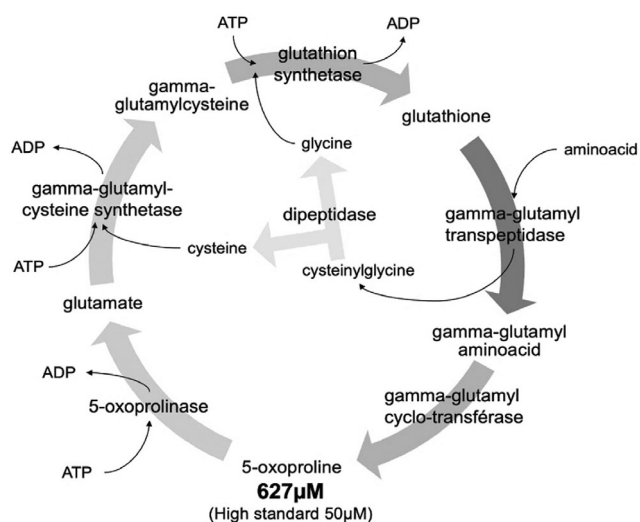 ATP
ADP
glutathion
synthetase
gamma-
glutamylcysteine
glutathione
glycine
aminoacid
ADP
gamma-glutamyl-
cysteine synthetase
dipeptidase
gamma-glutamyl
transpeptidase
cysteine
cysteinylglycine
ATP
glutamate
gamma-glutamyl
aminoacid
ADP
5-oxoprolinase
gamma-glutamyl
cyclo-transférase
ATP
5-oxoproline
627µM
(High standard 50µM)